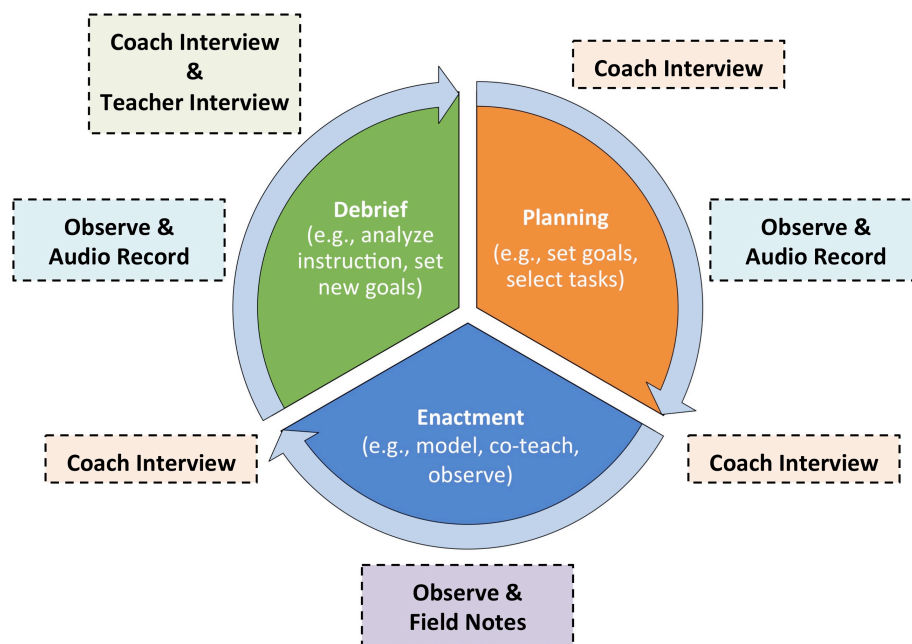 Coach Interview
&
Teacher Interview
Coach Interview
Observe &
Audio Record
Debrief
(e.g., analyze
instruction, set
new goals)
Planning
(e.g., set goals,
select tasks)
Observe &
Audio Record
Coach Interview
Enactment
(e.g., model, co-teach,
observe)
Coach Interview
Observe &
Field Notes